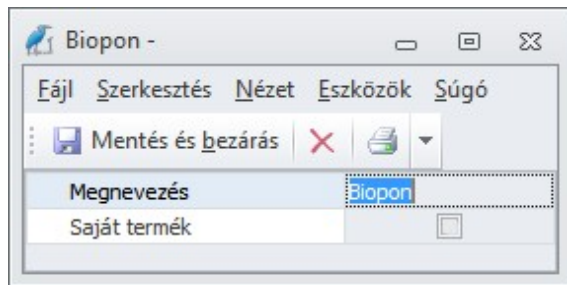 Biopon -
Fájl Szerkesztés Nézet Eszközök Súgó
Mentés és bezárás
Megnevezés Biopon
Saját termék